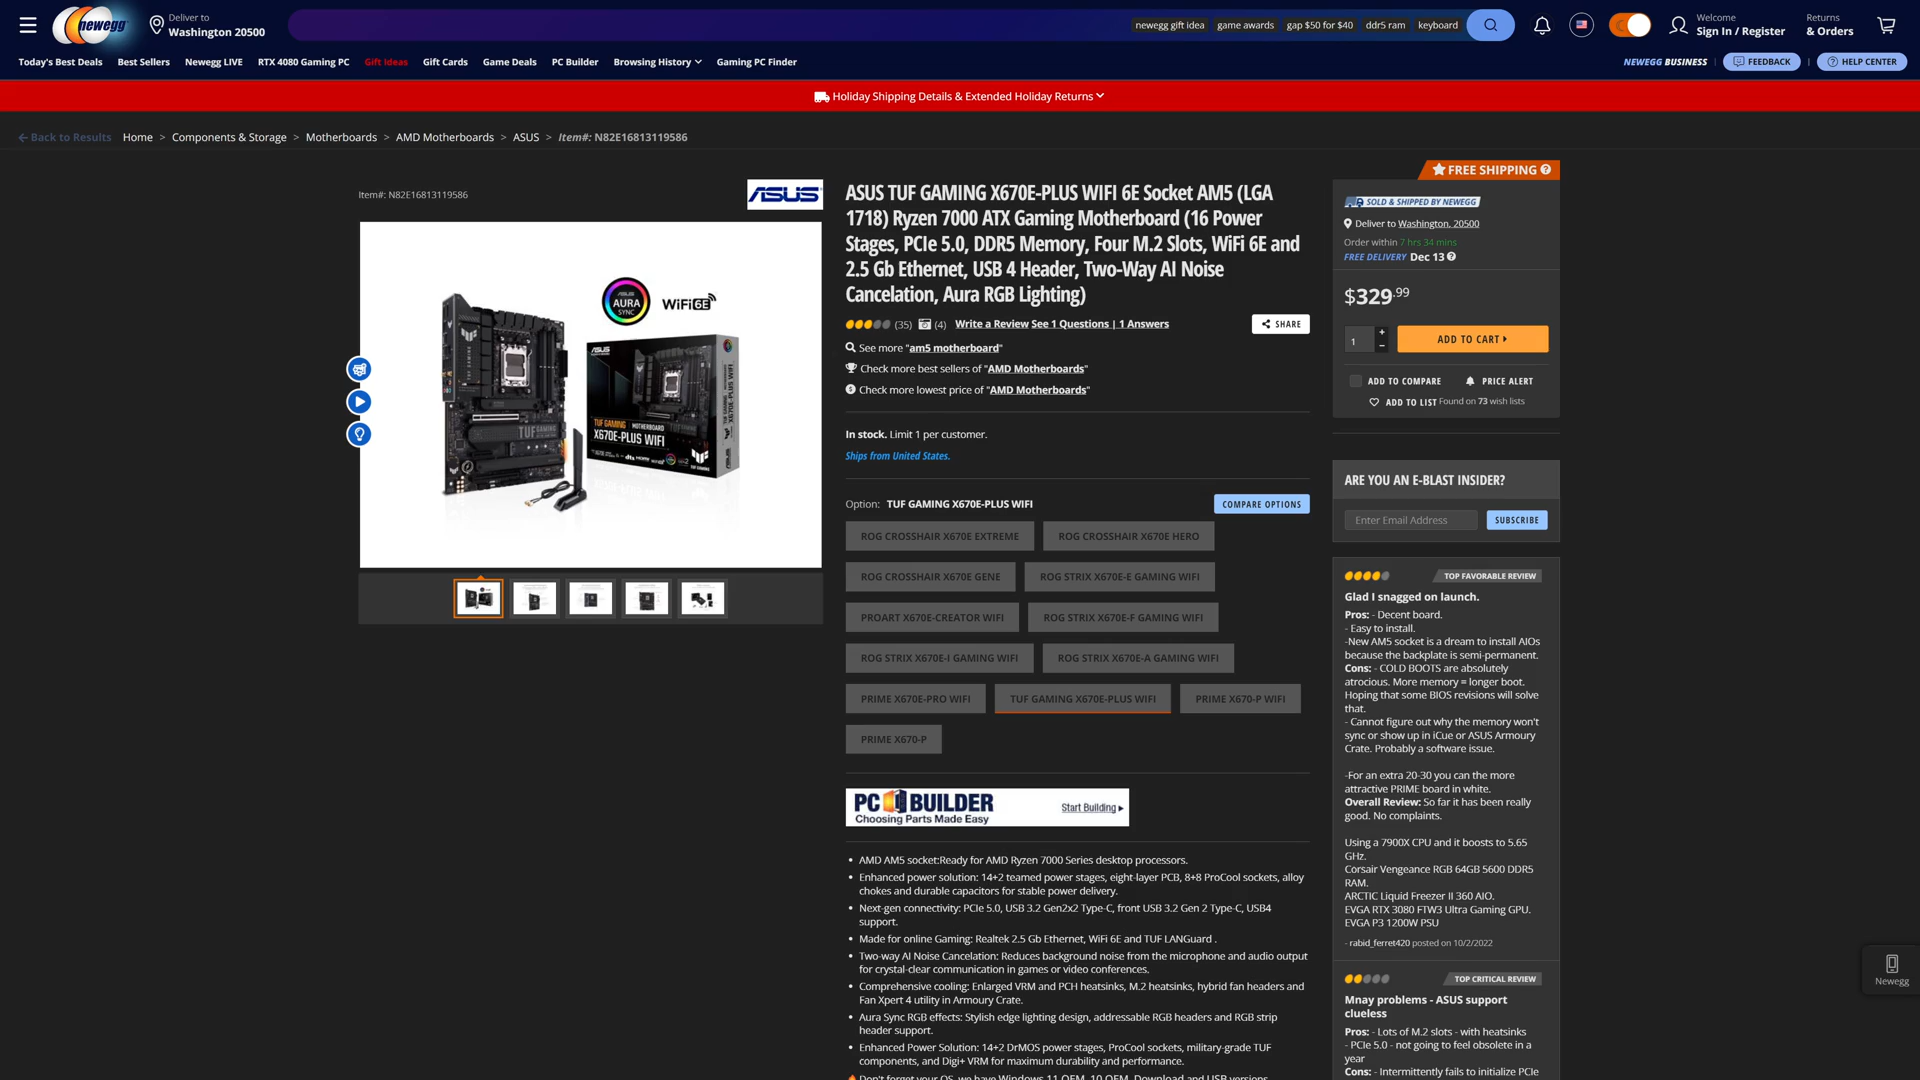 newegg
Deliver to
Washington 20500
newegg gift idea
game awards
gap $50 for $40
ddr5 ram
keyboard
Welcome
Sign In / Register
Returns
& Orders
Today's Best Deals
Best Sellers
Newegg LIVE
RTX 4080 Gaming PC
Gift Ideas
Gift Cards
Game Deals
PC Builder
Browsing History
Gaming PC Finder
NEWEGG BUSINESS
FEEDBACK
HELP CENTER
Holiday Shipping Details & Extended Holiday Returns
Back to Results
Home > Components & Storage > Motherboards > AMD Motherboards > ASUS > Item#: N82E16813119586
Item#: N82E16813119586
ASUS
AURA
SYNC
WiFi 6E
ASUS
TUF GAMING MOTHERBOARD
X670E-PLUS WIFI
TUF GAMING
ASUS TUF GAMING X670E-PLUS WIFI 6E Socket AM5 (LGA
1718) Ryzen 7000 ATX Gaming Motherboard (16 Power
Stages, PCIe 5.0, DDR5 Memory, Four M.2 Slots, WiFi 6E and
2.5 Gb Ethernet, USB 4 Header, Two-Way AI Noise
Cancelation, Aura RGB Lighting)
(35) (4) Write a Review See 1 Questions | 1 Answers
SHARE
See more "am5 motherboard"
Check more best sellers of "AMD Motherboards"
Check more lowest price of "AMD Motherboards"
In stock. Limit 1 per customer.
Ships from United States.
Option: TUF GAMING X670E-PLUS WIFI
COMPARE OPTIONS
ROG CROSSHAIR X670E EXTREME
ROG CROSSHAIR X670E HERO
ROG CROSSHAIR X670E GENE
ROG STRIX X670E-E GAMING WIFI
PROART X670E-CREATOR WIFI
ROG STRIX X670E-F GAMING WIFI
ROG STRIX X670E-I GAMING WIFI
ROG STRIX X670E-A GAMING WIFI
PRIME X670E-PRO WIFI
TUF GAMING X670E-PLUS WIFI
PRIME X670-P WIFI
PRIME X670-P
PC BUILDER
Choosing Parts Made Easy
Start Building
• AMD AM5 socket:Ready for AMD Ryzen 7000 Series desktop processors.
• Enhanced power solution: 14+2 teamed power stages, eight-layer PCB, 8+8 ProCool sockets, alloy
chokes and durable capacitors for stable power delivery.
• Next-gen connectivity: PCIe 5.0, USB 3.2 Gen2x2 Type-C, front USB 3.2 Gen 2 Type-C, USB4
support.
• Made for online Gaming: Realtek 2.5 Gb Ethernet, WiFi 6E and TUF LANGuard .
• Two-way AI Noise Cancelation: Reduces background noise from the microphone and audio output
for crystal-clear communication in games or video conferences.
• Comprehensive cooling: Enlarged VRM and PCH heatsinks, M.2 heatsinks, hybrid fan headers and
Fan Xpert 4 utility in Armoury Crate.
• Aura Sync RGB effects: Stylish edge lighting design, addressable RGB headers and RGB strip
header support.
• Enhanced Power Solution: 14+2 DrMOS power stages, ProCool sockets, military-grade TUF
components, and Digi+ VRM for maximum durability and performance.
Don't forget your OS, we have Windows 11 OEM, 10 OEM, Download and USB versions
FREE SHIPPING
SOLD & SHIPPED BY NEWEGG
Deliver to Washington, 20500
Order within 7 hrs 34 mins
FREE DELIVERY Dec 13
$329.99
1
+
−
ADD TO CART
ADD TO COMPARE
PRICE ALERT
ADD TO LIST Found on 73 wish lists
ARE YOU AN E-BLAST INSIDER?
Enter Email Address
SUBSCRIBE
TOP FAVORABLE REVIEW
Glad I snagged on launch.
Pros: - Decent board.
- Easy to install.
-New AM5 socket is a dream to install AIOs
because the backplate is semi-permanent.
Cons: - COLD BOOTS are absolutely
atrocious. More memory = longer boot.
Hoping that some BIOS revisions will solve
that.
- Cannot figure out why the memory won't
sync or show up in iCue or ASUS Armoury
Crate. Probably a software issue.
-For an extra 20-30 you can the more
attractive PRIME board in white.
Overall Review: So far it has been really
good. No complaints.
Using a 7900X CPU and it boosts to 5.65
GHz.
Corsair Vengeance RGB 64GB 5600 DDR5
RAM.
ARCTIC Liquid Freezer II 360 AIO.
EVGA RTX 3080 FTW3 Ultra Gaming GPU.
EVGA P3 1200W PSU
- rabid_ferret420 posted on 10/2/2022
TOP CRITICAL REVIEW
Mnay problems - ASUS support
clueless
Pros: - Lots of M.2 slots - with heatsinks
- PCIe 5.0 - not going to feel obsolete in a
year
Cons: - Intermittently fails to initialize PCIe
Newegg